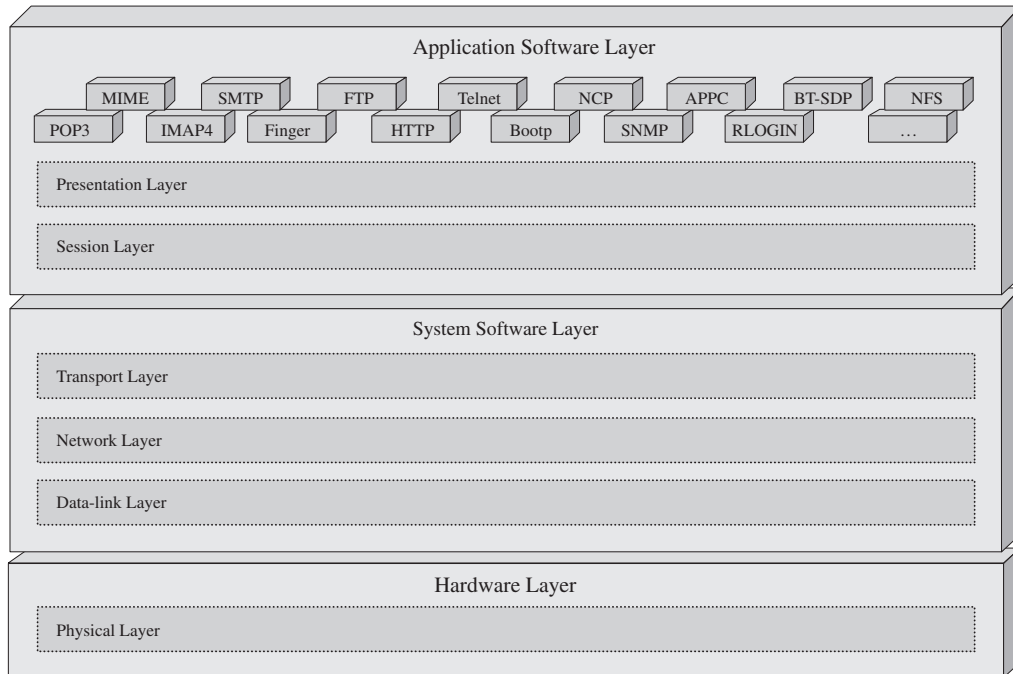 Application Software Layer
MIME SMTP FTP Telnet NCP APPC BT-SDP NFS
POP3 IMAP4 Finger HTTP Bootp SNMP RLOGIN ...
Presentation Layer
Session Layer
System Software Layer
Transport Layer
Network Layer
Data-link Layer
Hardware Layer
Physical Layer